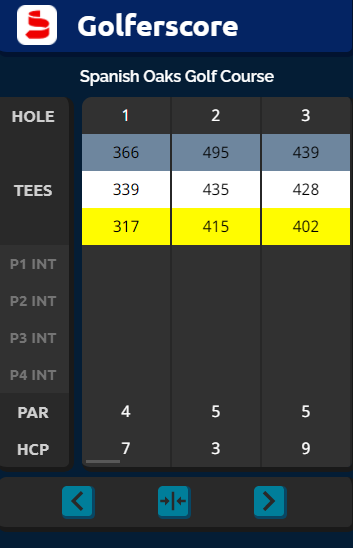 Golferscore
Spanish Oaks Golf Course
HOLE 1 2 3
366 495 439
TEES 339 435 428
317 415 402
P1 INT
P2 INT
P3 INT
P4 INT
PAR 4 5 5
HCP 7 3 9